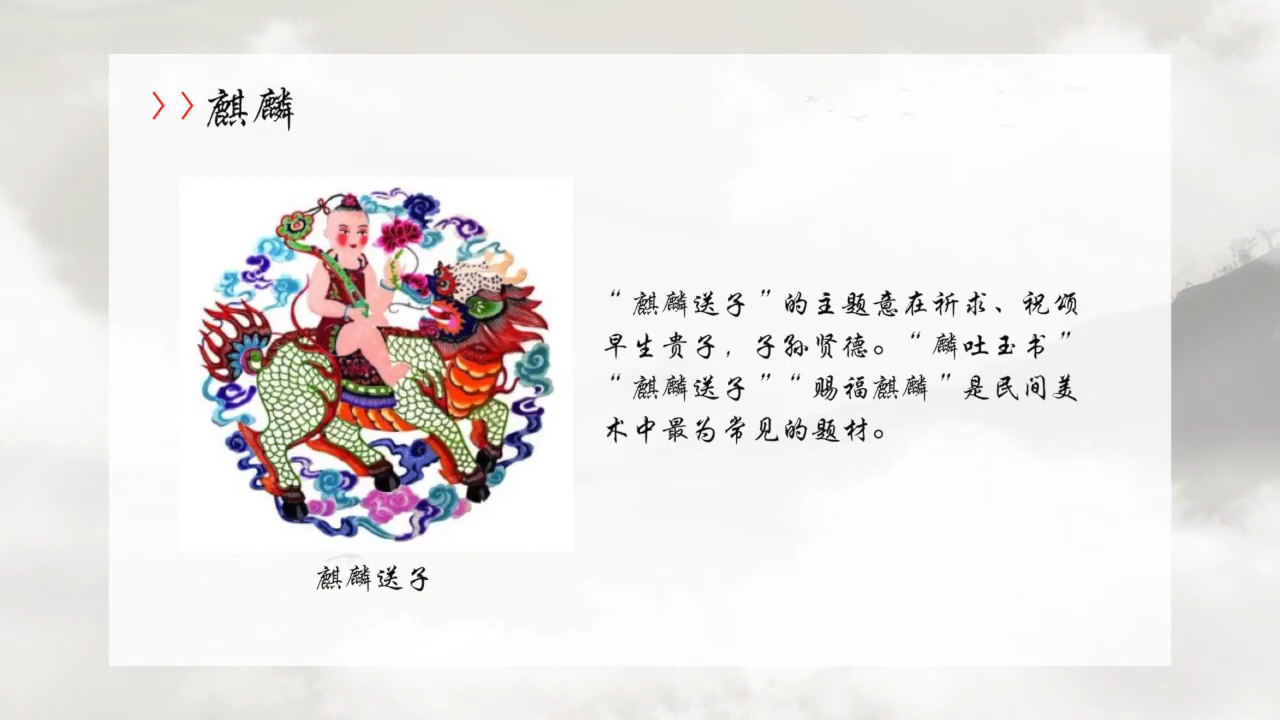 麒麟
“麒麟送子”的主题意在祈求、祝颂
早生贵子，子孙贤德。“麟吐玉书”
“麒麟送子”“赐福麒麟”是民间美
术中最为常见的题材。
麒麟送子